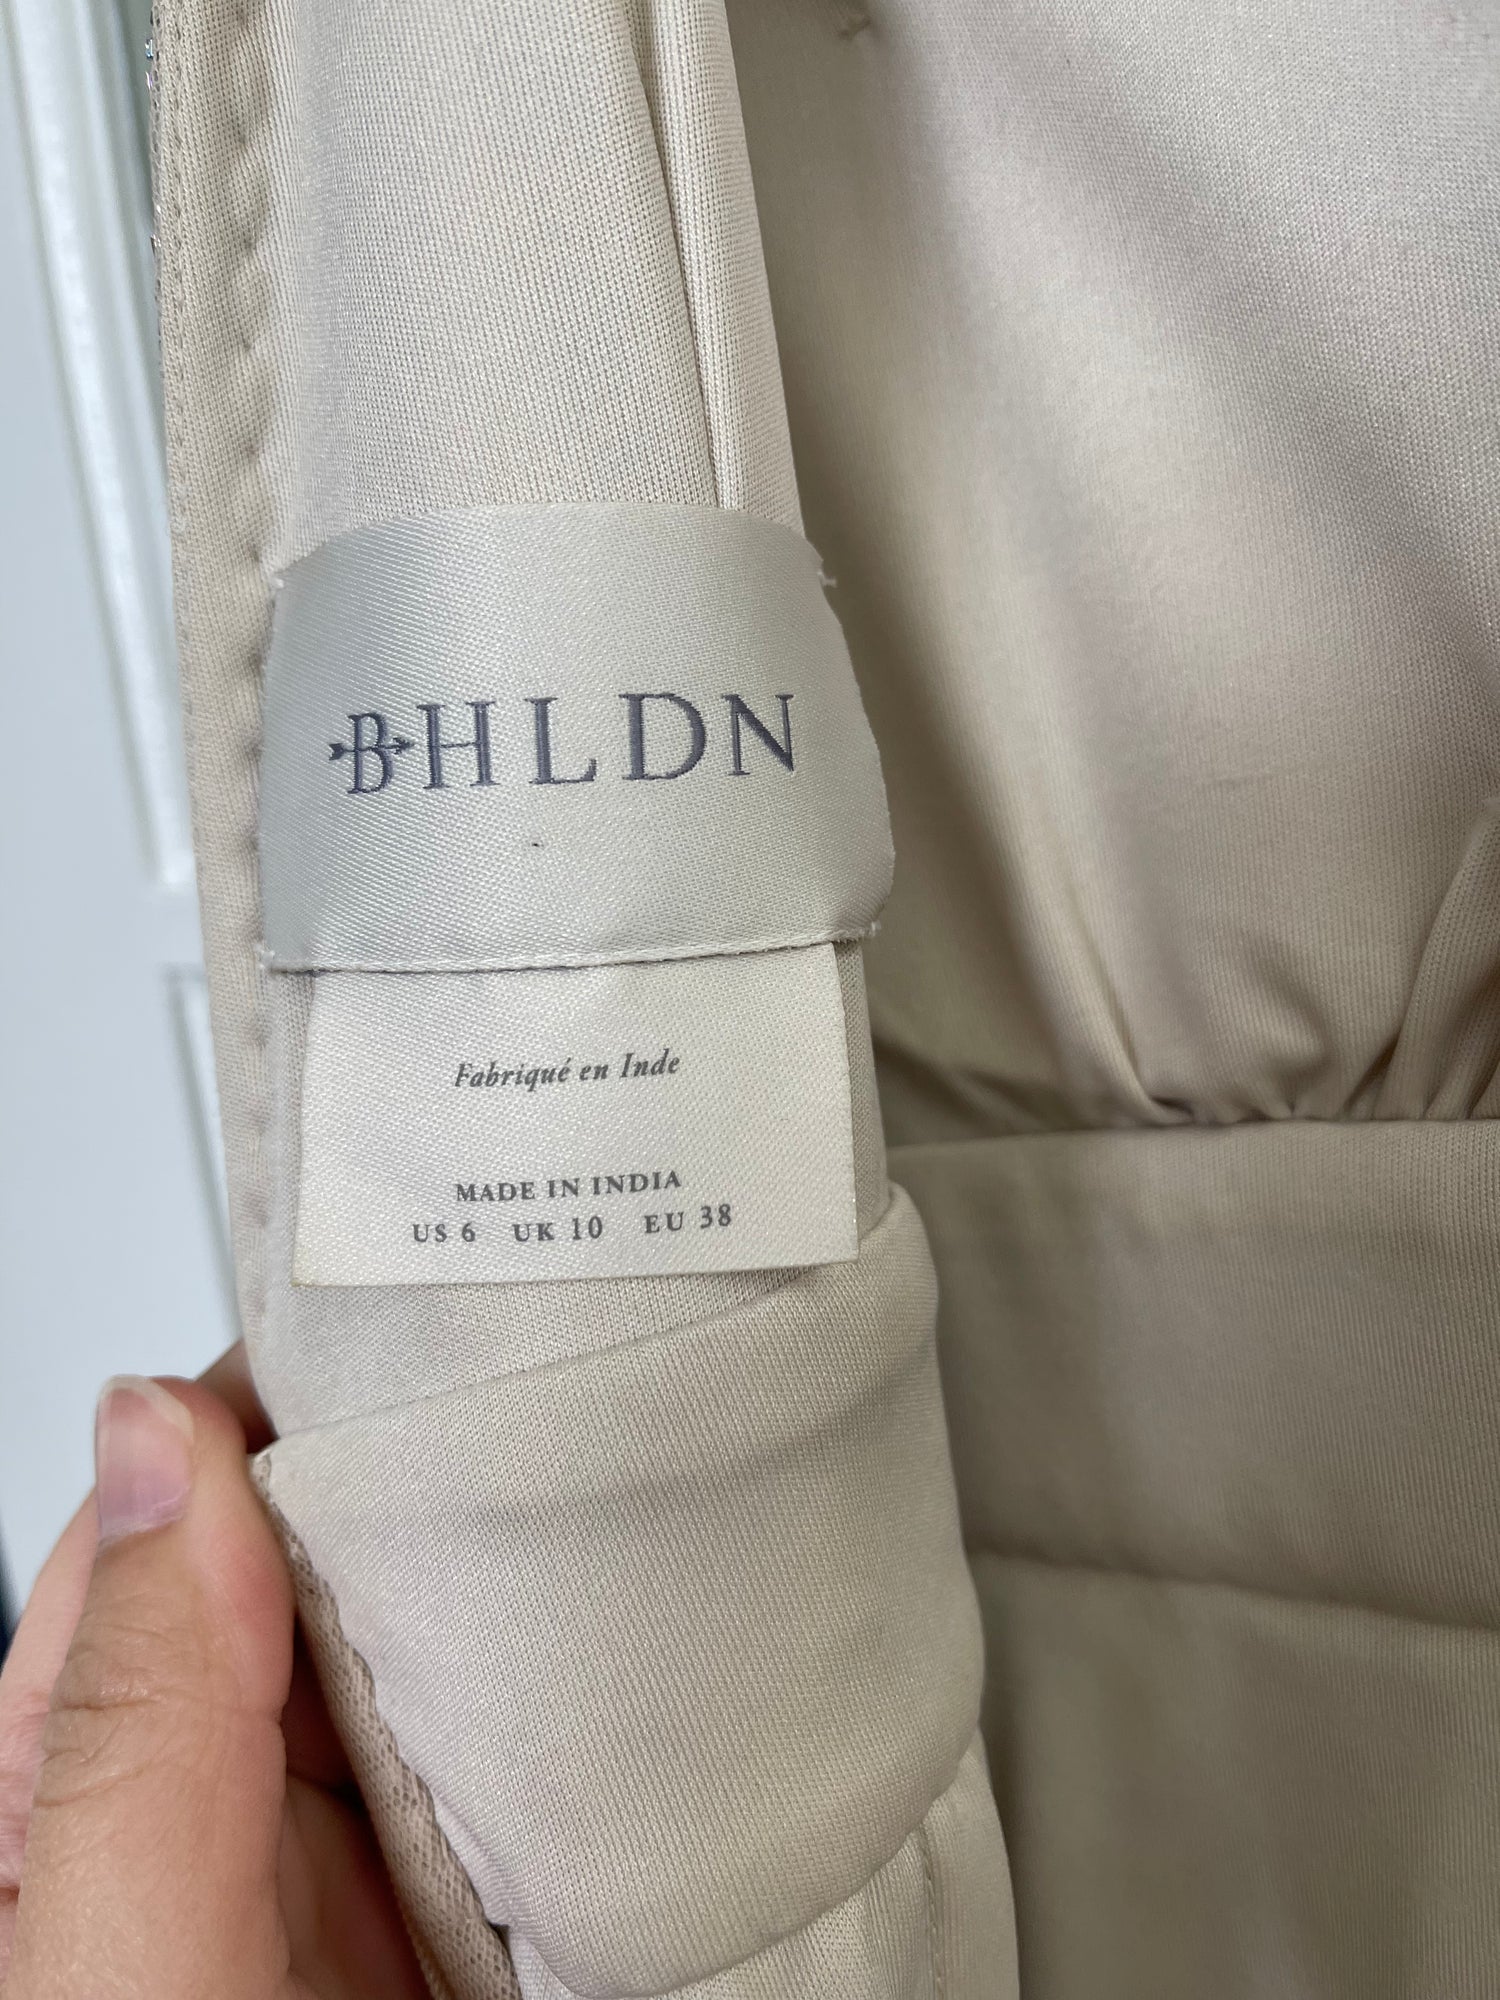 BHLDN
Fabriqué en Inde
MADE IN INDIA
US 6 UK 10 EU 38